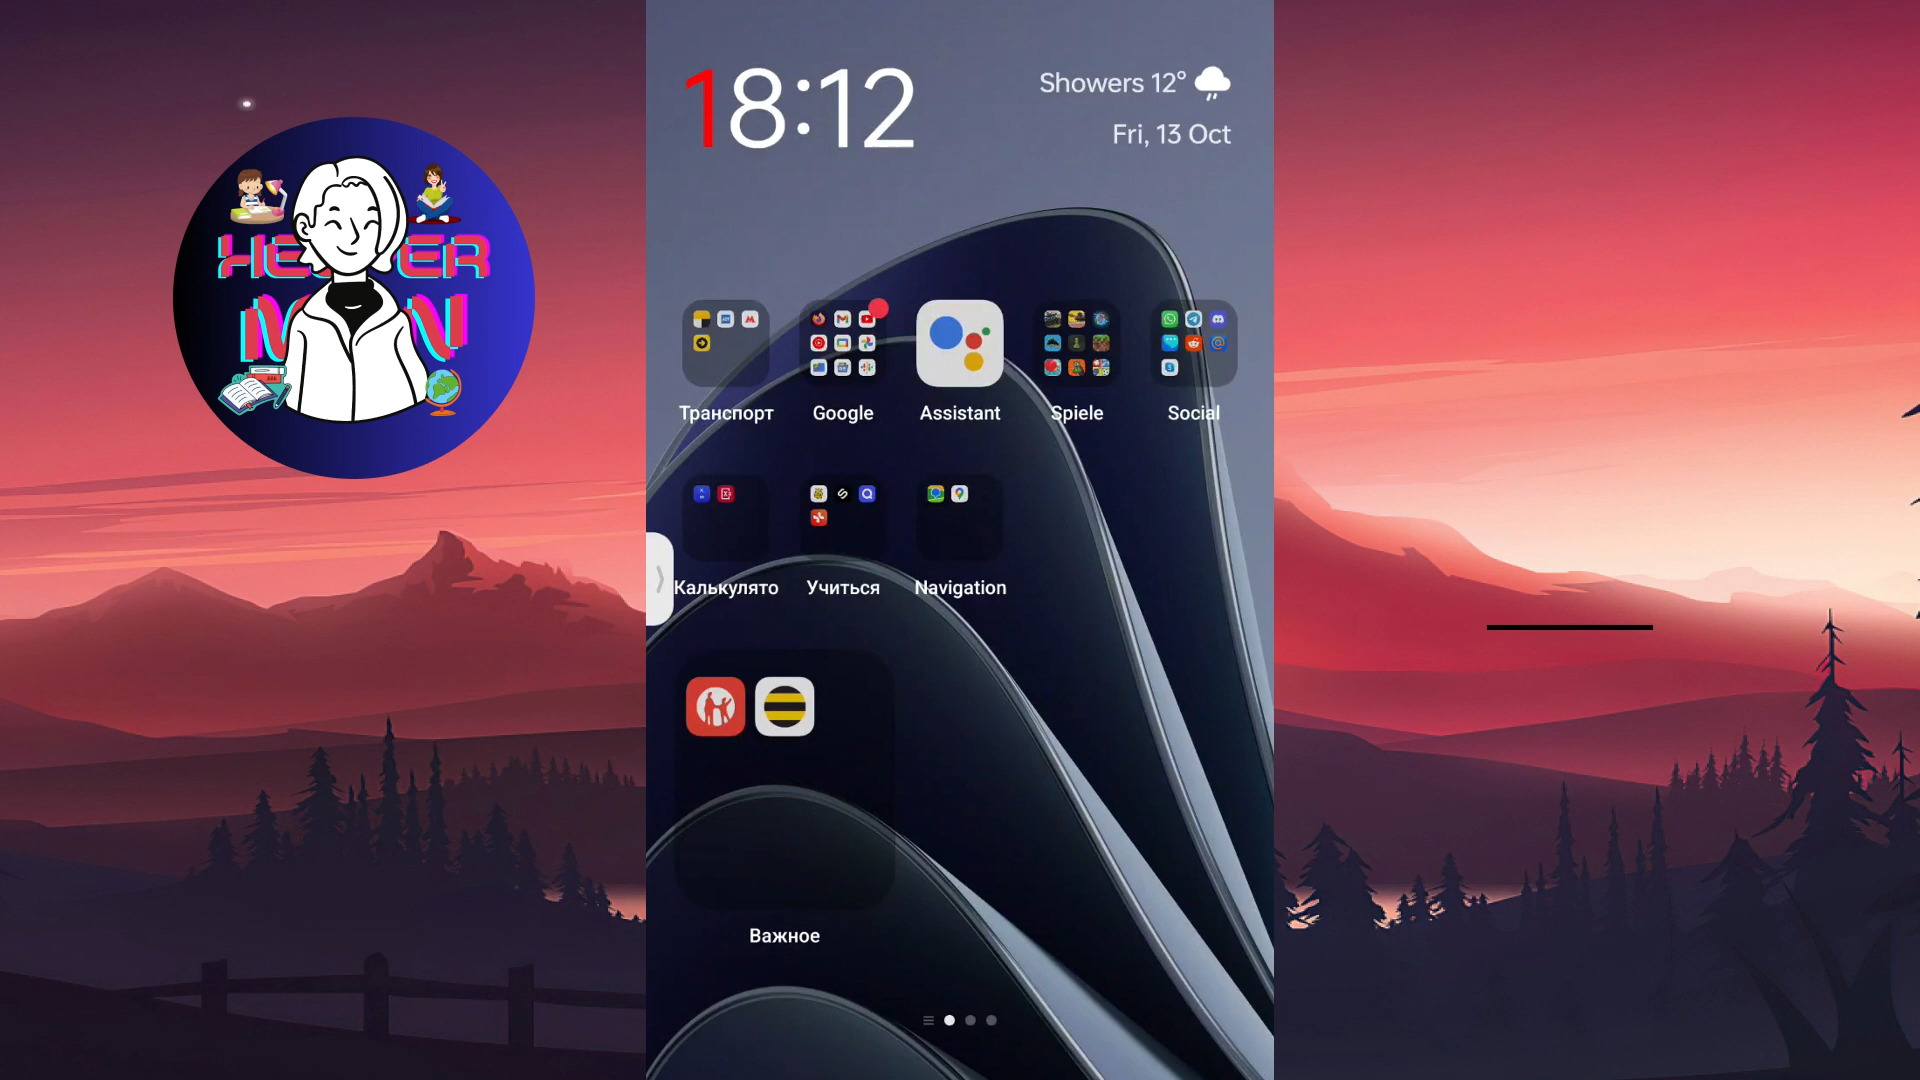 18:12
Showers 12°
Fri, 13 Oct
Транспорт
Google
Assistant
Spiele
Social
Калькулято
Учиться
Navigation
Важное